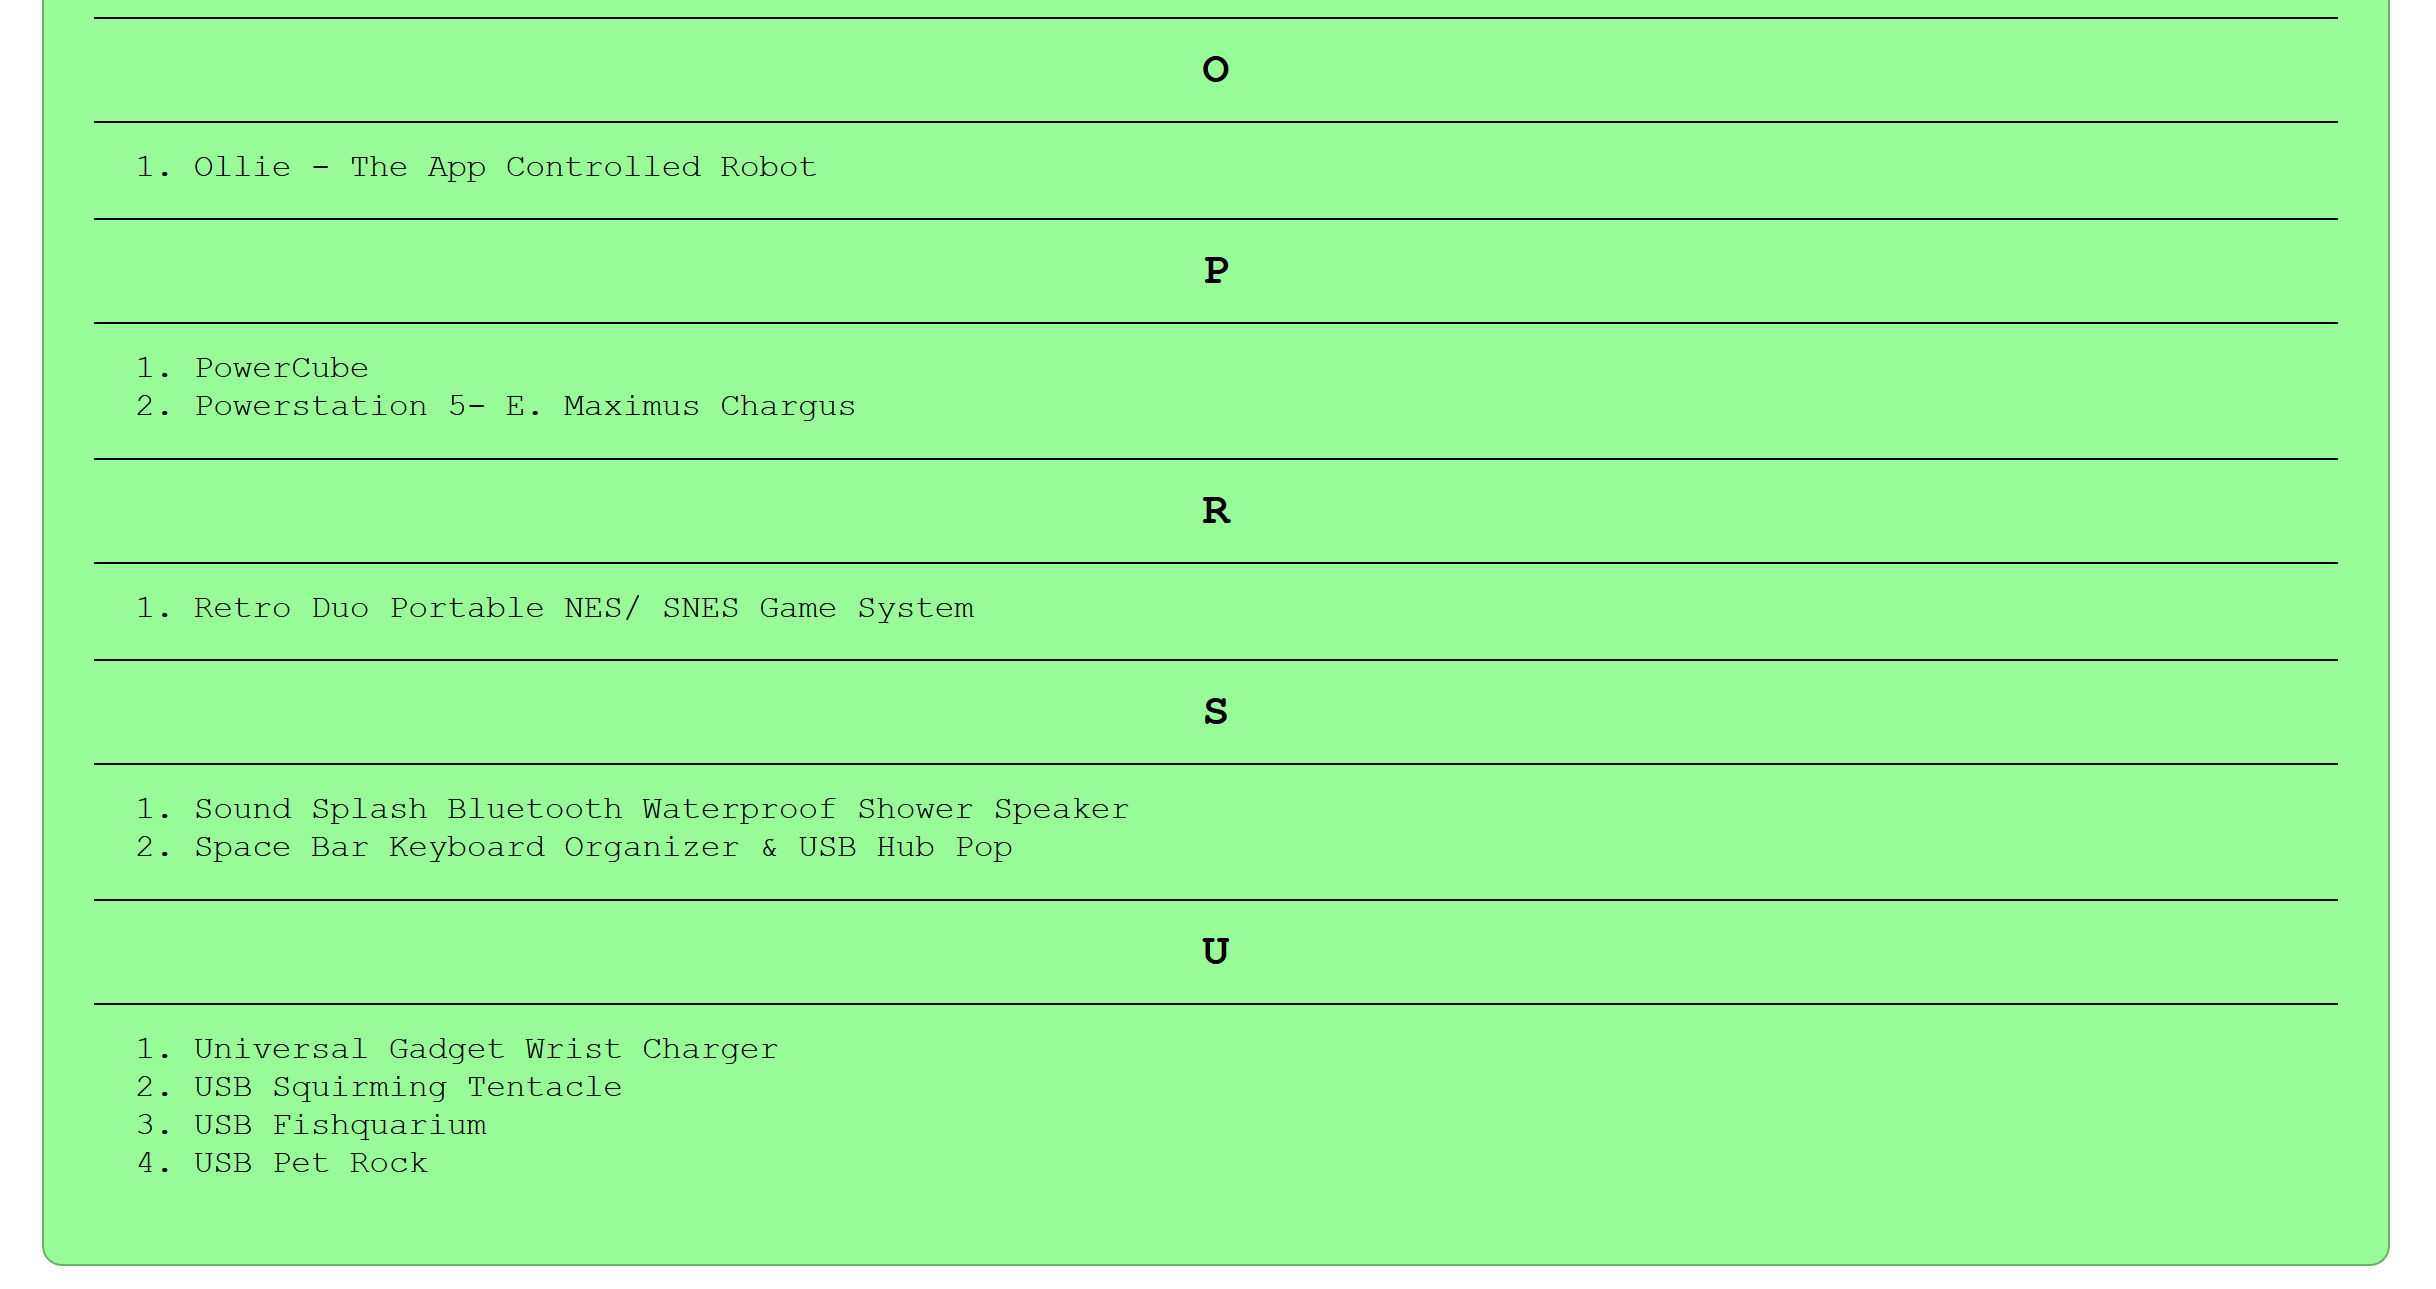 O
1. Ollie - The App Controlled Robot
P
1. PowerCube
2. Powerstation 5- E. Maximus Chargus
R
1. Retro Duo Portable NES/ SNES Game System
S
1. Sound Splash Bluetooth Waterproof Shower Speaker
2. Space Bar Keyboard Organizer & USB Hub Pop
U
1. Universal Gadget Wrist Charger
2. USB Squirming Tentacle
3. USB Fishquarium
4. USB Pet Rock